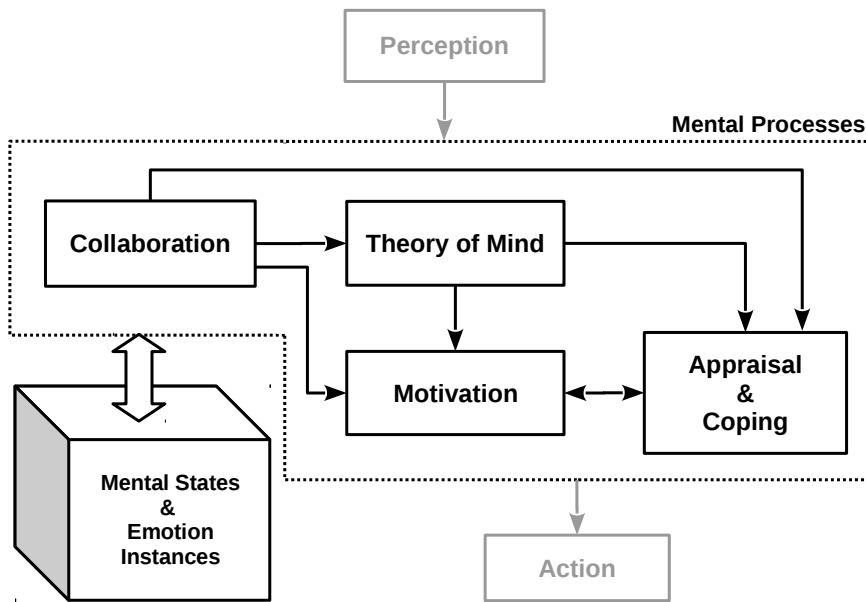 Perception
Mental Processes
Collaboration
Theory of Mind
Motivation
Appraisal
&
Coping
Mental States
&
Emotion
Instances
Action